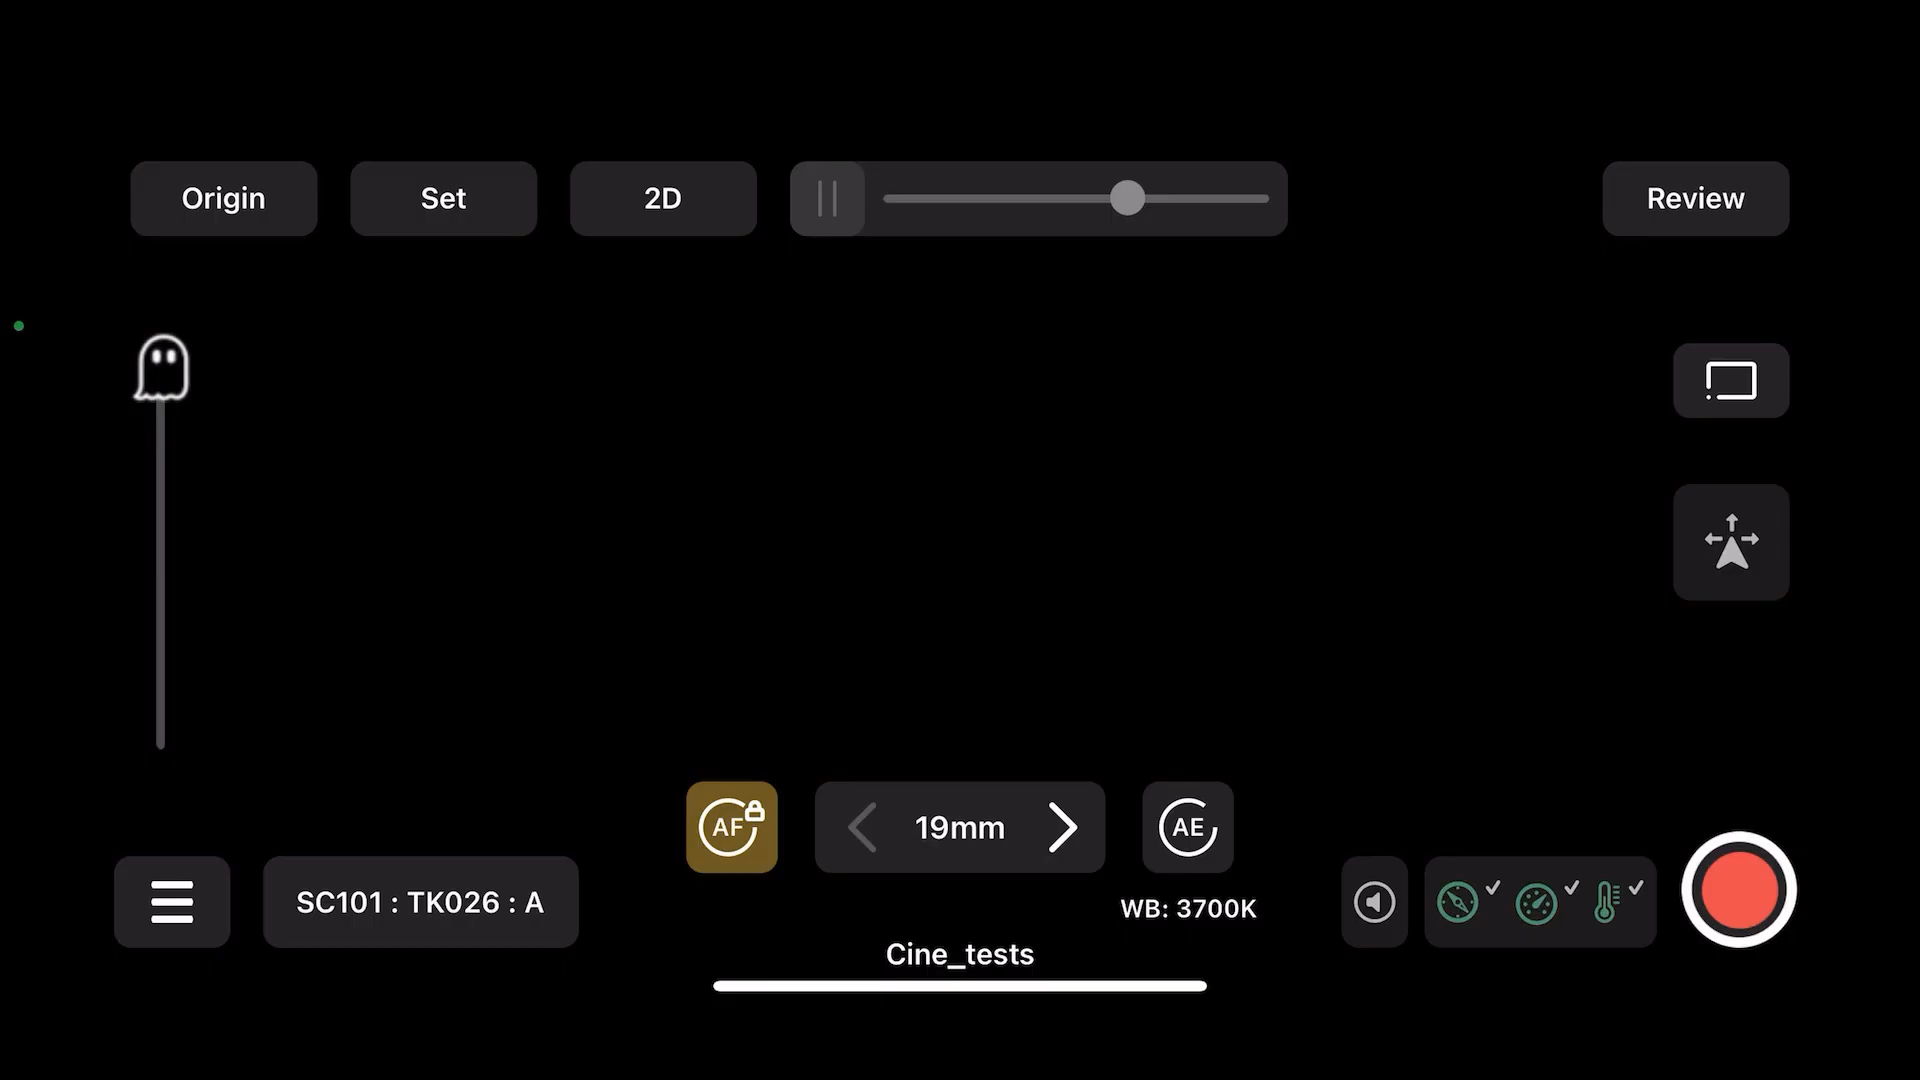 Origin
Set
2D
Review
AF
19mm
AE
SC101 : TK026 : A
WB: 3700K
Cine_tests